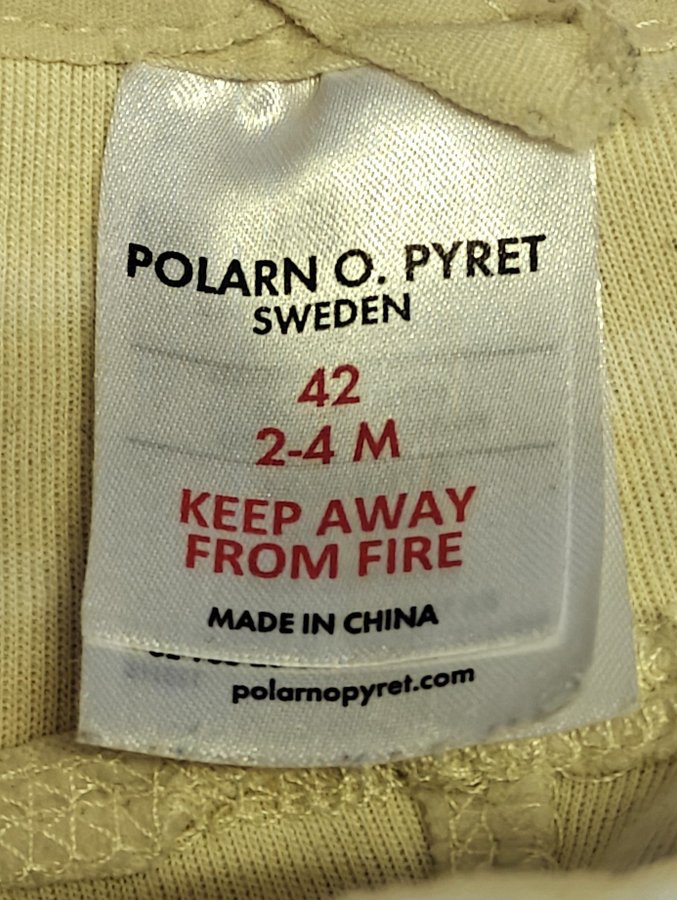 POLARN O. PYRET
SWEDEN
42
2-4 M
KEEP AWAY
FROM FIRE
MADE IN CHINA
polarnopyret.com